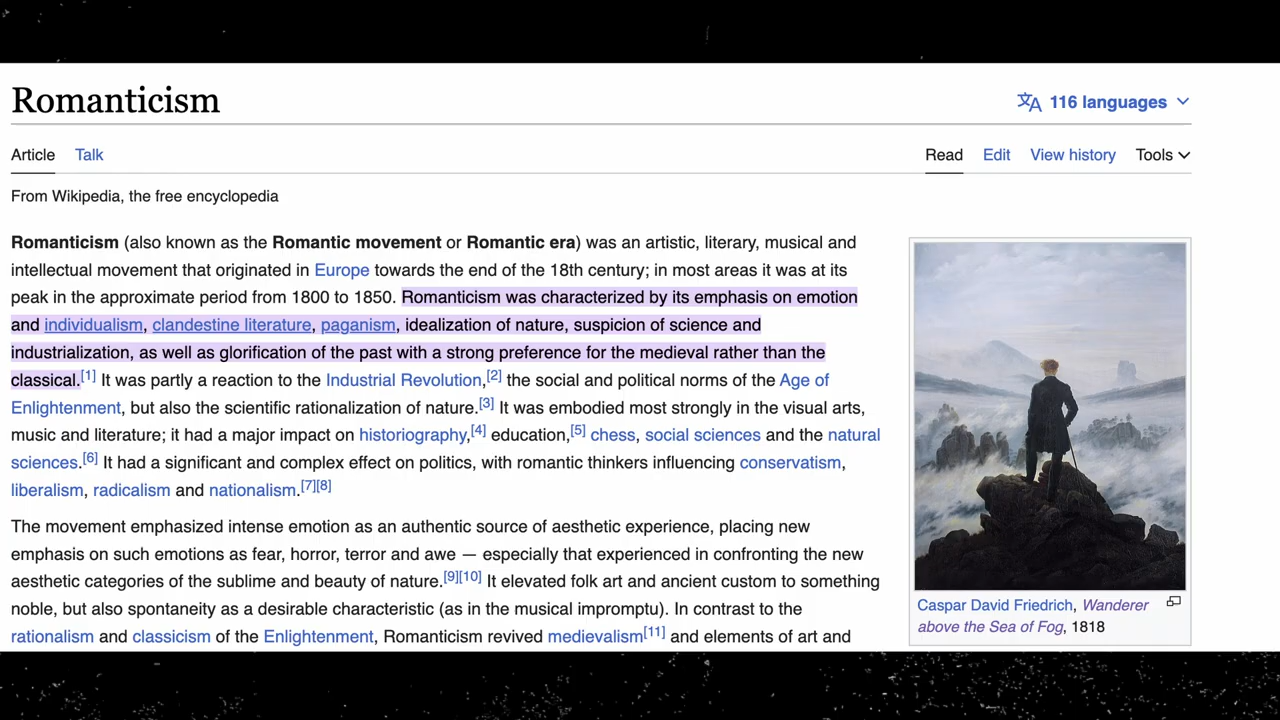 Romanticism
116 languages
Article Talk
Read Edit View history Tools
From Wikipedia, the free encyclopedia
Romanticism (also known as the Romantic movement or Romantic era) was an artistic, literary, musical and
intellectual movement that originated in Europe towards the end of the 18th century; in most areas it was at its
peak in the approximate period from 1800 to 1850. Romanticism was characterized by its emphasis on emotion
and individualism, clandestine literature, paganism, idealization of nature, suspicion of science and
industrialization, as well as glorification of the past with a strong preference for the medieval rather than the
classical.[1] It was partly a reaction to the Industrial Revolution,[2] the social and political norms of the Age of
Enlightenment, but also the scientific rationalization of nature.[3] It was embodied most strongly in the visual arts,
music and literature; it had a major impact on historiography,[4] education,[5] chess, social sciences and the natural
sciences.[6] It had a significant and complex effect on politics, with romantic thinkers influencing conservatism,
liberalism, radicalism and nationalism.[7][8]
The movement emphasized intense emotion as an authentic source of aesthetic experience, placing new
emphasis on such emotions as fear, horror, terror and awe — especially that experienced in confronting the new
aesthetic categories of the sublime and beauty of nature.[9][10] It elevated folk art and ancient custom to something
noble, but also spontaneity as a desirable characteristic (as in the musical impromptu). In contrast to the
rationalism and classicism of the Enlightenment, Romanticism revived medievalism[11] and elements of art and
Caspar David Friedrich, Wanderer
above the Sea of Fog, 1818